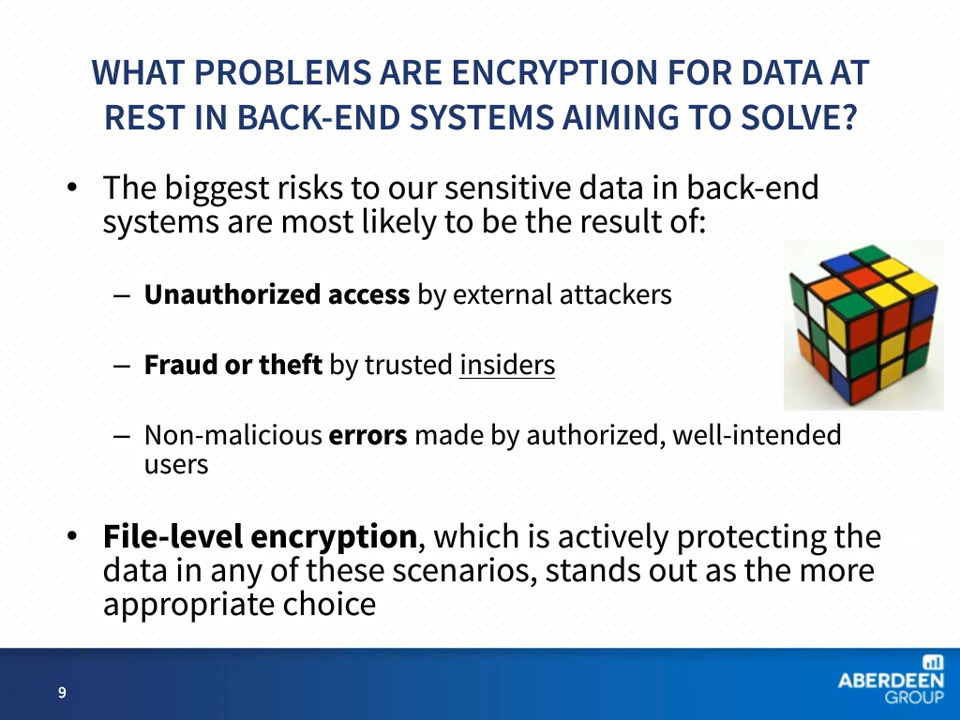 WHAT PROBLEMS ARE ENCRYPTION FOR DATA AT
REST IN BACK-END SYSTEMS AIMING TO SOLVE?
• The biggest risks to our sensitive data in back-end
systems are most likely to be the result of:
– Unauthorized access by external attackers
– Fraud or theft by trusted insiders
– Non-malicious errors made by authorized, well-intended
users
• File-level encryption, which is actively protecting the
data in any of these scenarios, stands out as the more
appropriate choice
9
ABERDEEN
GROUP